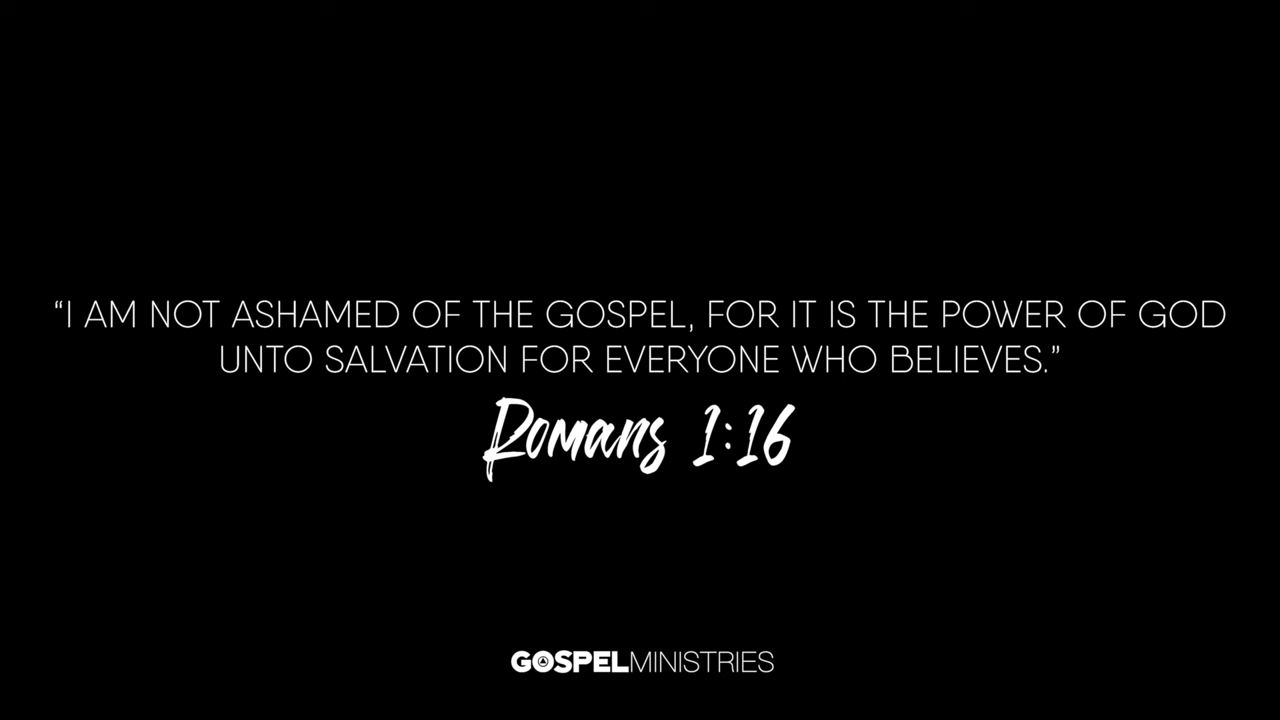 “I AM NOT ASHAMED OF THE GOSPEL, FOR IT IS THE POWER OF GOD
UNTO SALVATION FOR EVERYONE WHO BELIEVES.”
Romans 1:16
GOSPELMINISTRIES